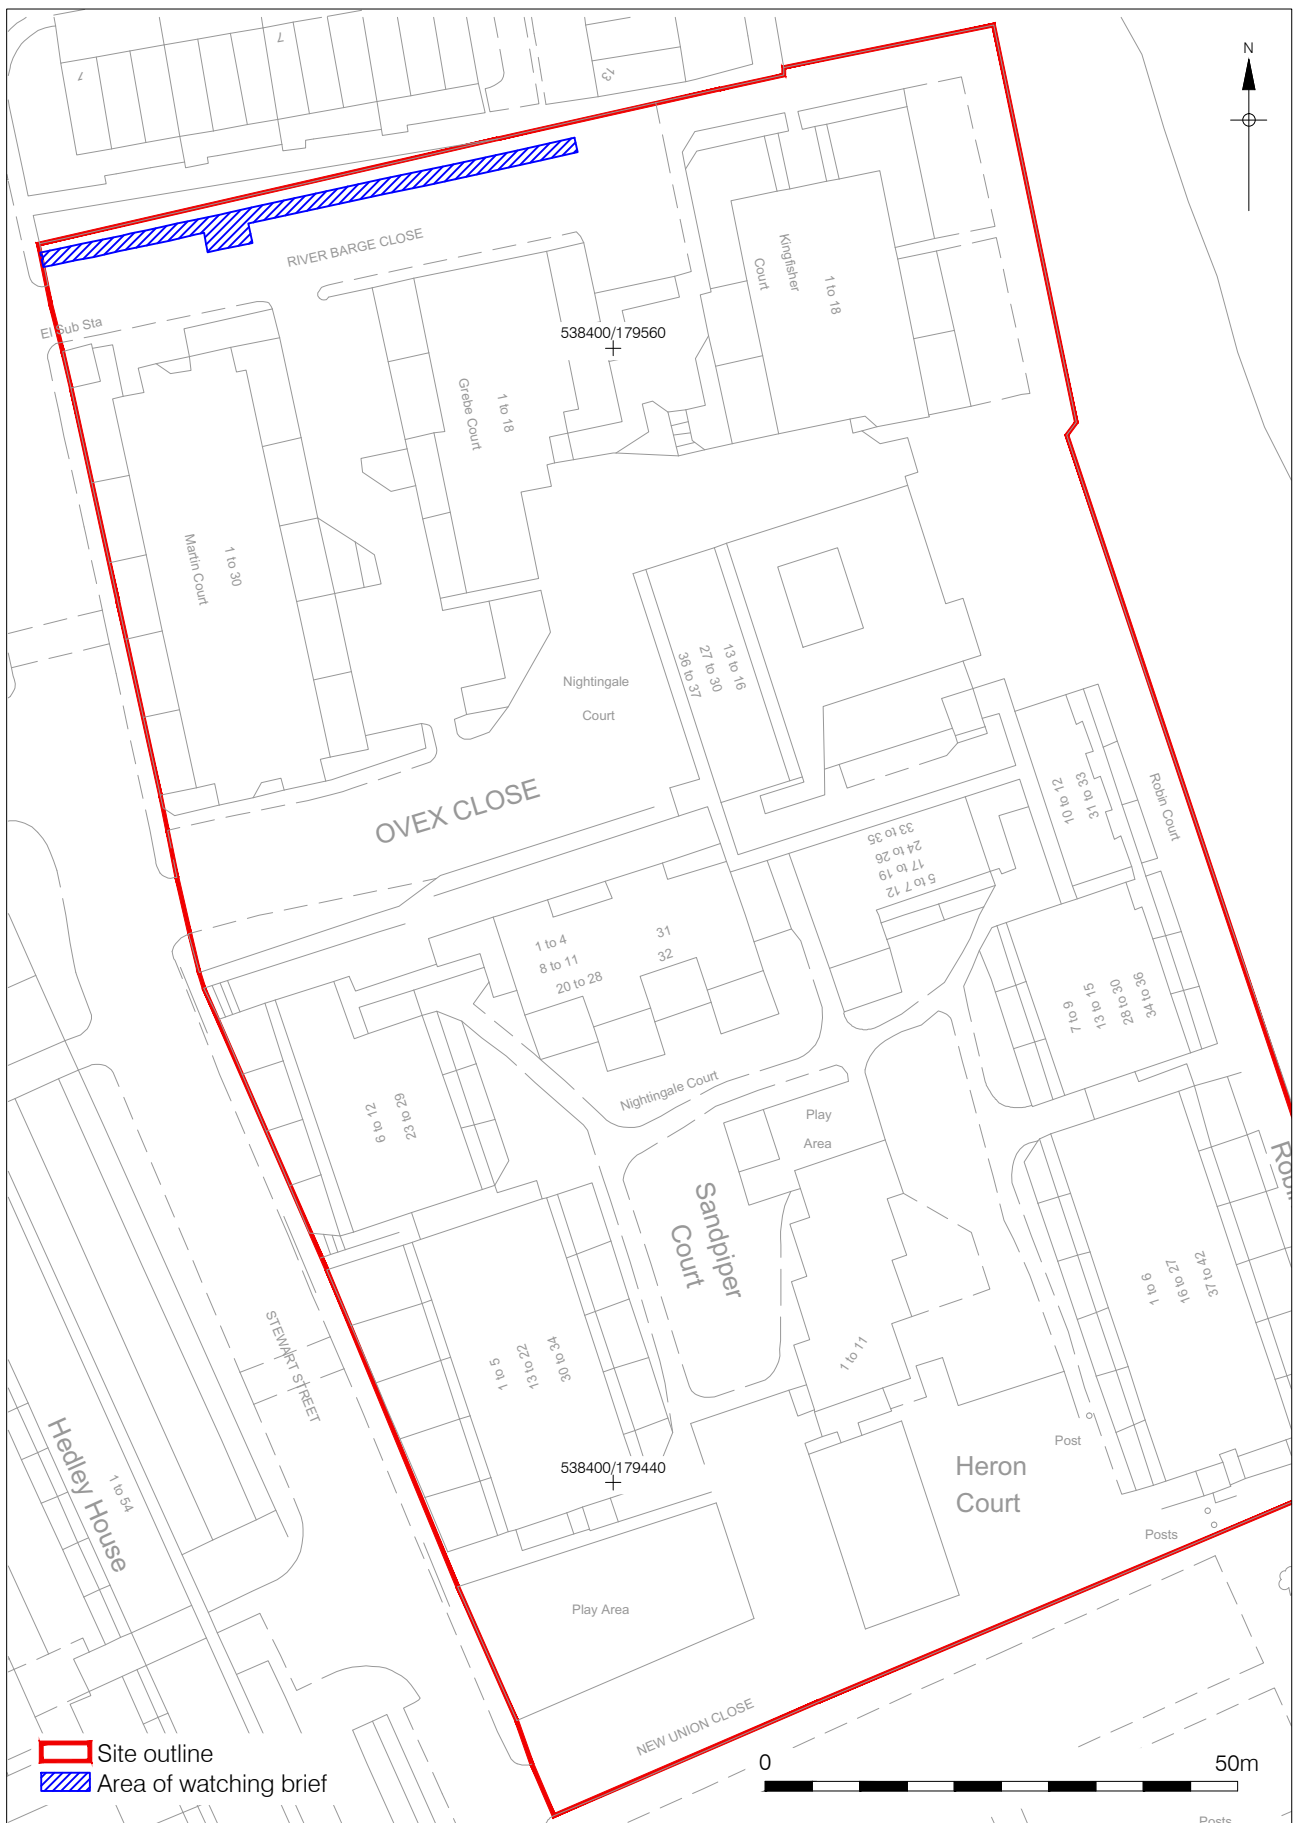 7
7
23
N
RIVER BARGE CLOSE
El Sub Sta
538400/179560
Kingfisher
Court
1 to 18
Grebe Court
1 to 18
Martin Court
1 to 30
Nightingale
Court
36 to 37
27 to 30
13 to 16
OVEX CLOSE
10 to 12
31 to 33
Robin Court
33 to 35
24 to 26
17 to 19
5 to 7 12
1 to 4
8 to 11
20 to 28
31
32
7 to 9
13 to 15
28 to 30
34 to 36
Nightingale Court
6 to 12
23 to 29
Play
Area
Sandpiper
Court
1 to 6
16 to 27
37 to 42
STEWART STREET
1 to 5
13 to 22
30 to 34
1 to 11
Hedley House
1 to 54
538400/179440
Post
Heron
Court
Posts
Play Area
NEW UNION CLOSE
Site outline
Area of watching brief
0
50m
Posts